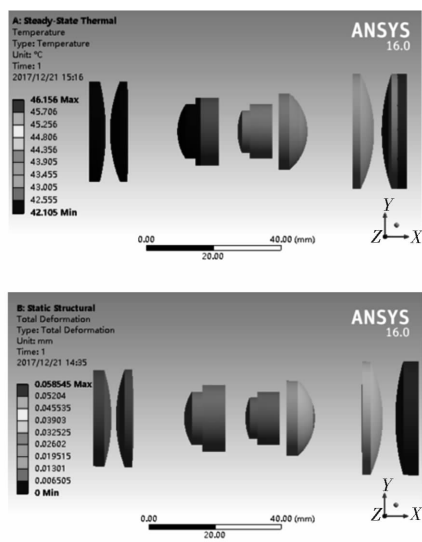 A: Steady-State Thermal
Temperature
Type: Temperature
Unit: °C
Time: 1
2017/12/21 15:16
ANSYS
16.0
46.156 Max
45.706
45.256
44.806
44.356
43.905
43.455
43.005
42.555
42.105 Min
0.00
40.00 (mm)
20.00
Y
Z
X
B: Static Structural
Total Deformation
Type: Total Deformation
Unit: mm
Time: 1
2017/12/21 14:35
ANSYS
16.0
0.058545 Max
0.05204
0.045535
0.03903
0.032525
0.02602
0.019515
0.01301
0.006505
0 Min
0.00
40.00 (mm)
20.00
Y
Z
X